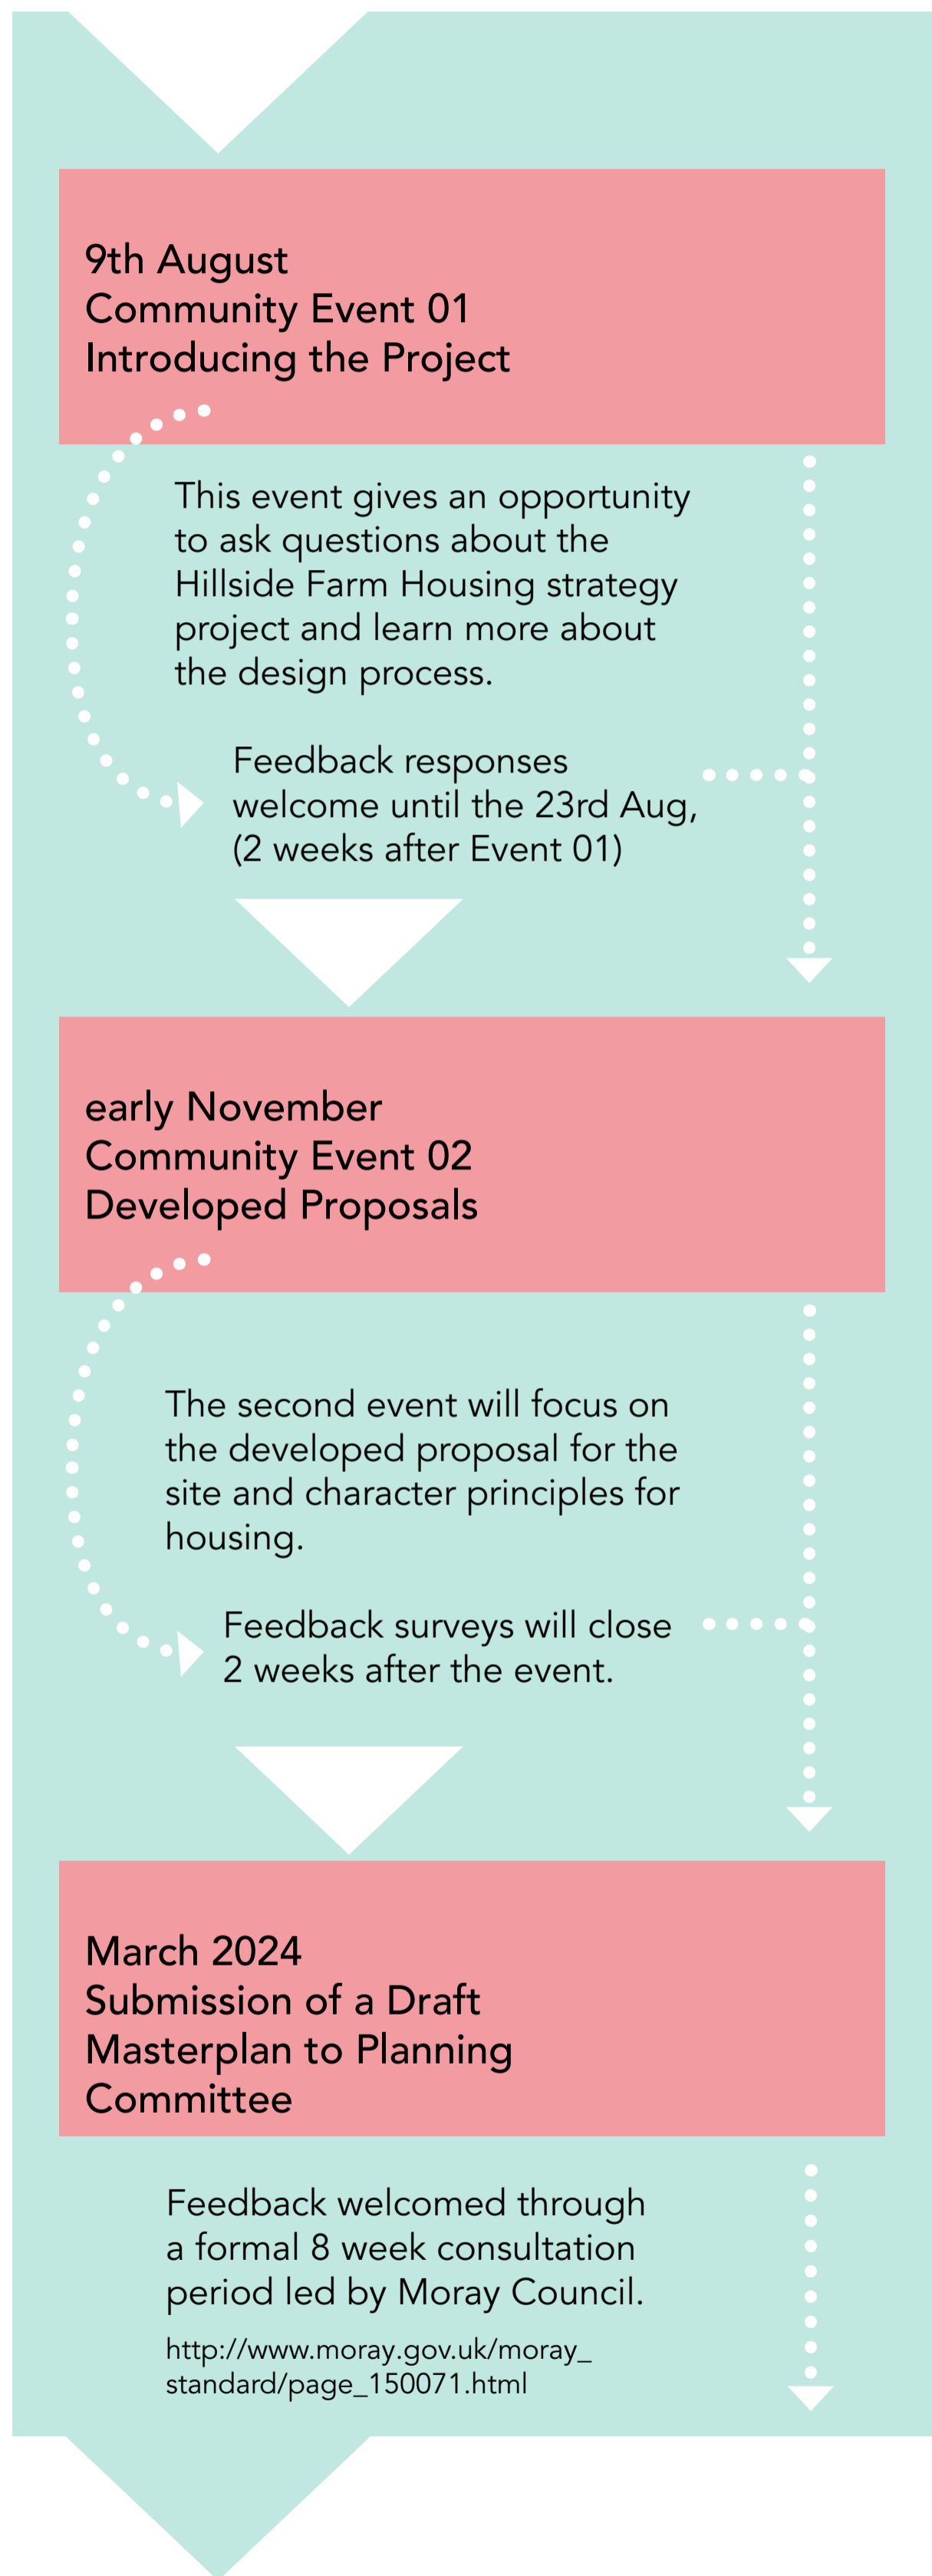 9th August
Community Event 01
Introducing the Project
This event gives an opportunity
to ask questions about the
Hillside Farm Housing strategy
project and learn more about
the design process.
Feedback responses
welcome until the 23rd Aug,
(2 weeks after Event 01)
early November
Community Event 02
Developed Proposals
The second event will focus on
the developed proposal for the
site and character principles for
housing.
Feedback surveys will close
2 weeks after the event.
March 2024
Submission of a Draft
Masterplan to Planning
Committee
Feedback welcomed through
a formal 8 week consultation
period led by Moray Council.
http://www.moray.gov.uk/moray_
standard/page_150071.html